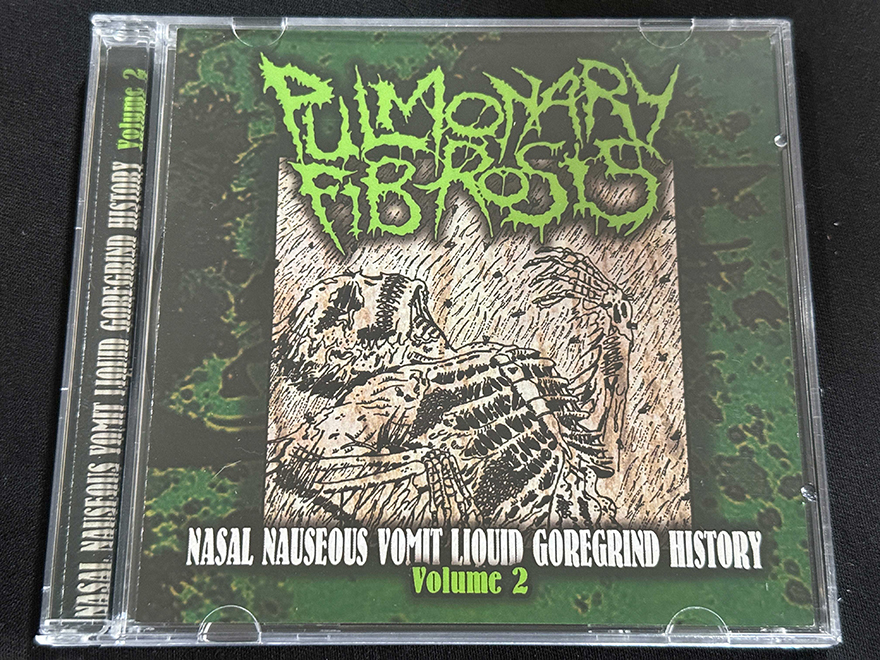 PULMONARY
FIBROSIS
NASAL NAUSEOUS VOMIT LIQUID GOREGRIND HISTORY
Volume 2
NASAL NAUSEOUS VOMIT LIQUID GOREGRIND HISTORY Volume 2